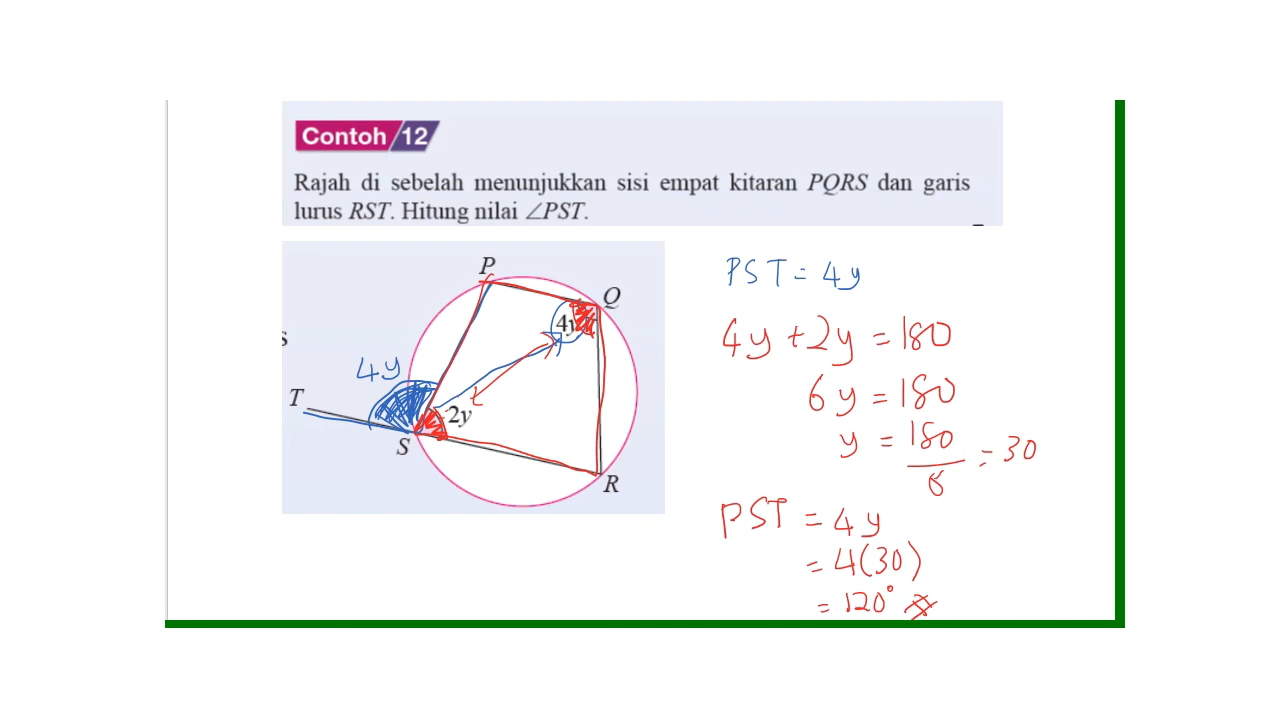 Contoh 12
Rajah di sebelah menunjukkan sisi empat kitaran PQRS dan garis
lurus RST. Hitung nilai ∠PST.
P
Q
4y
s
4y
T
2y
S
R
PST = 4y
4y + 2y = 180
6y = 180
y = 180/6 = 30
PST = 4y
= 4(30)
= 120°